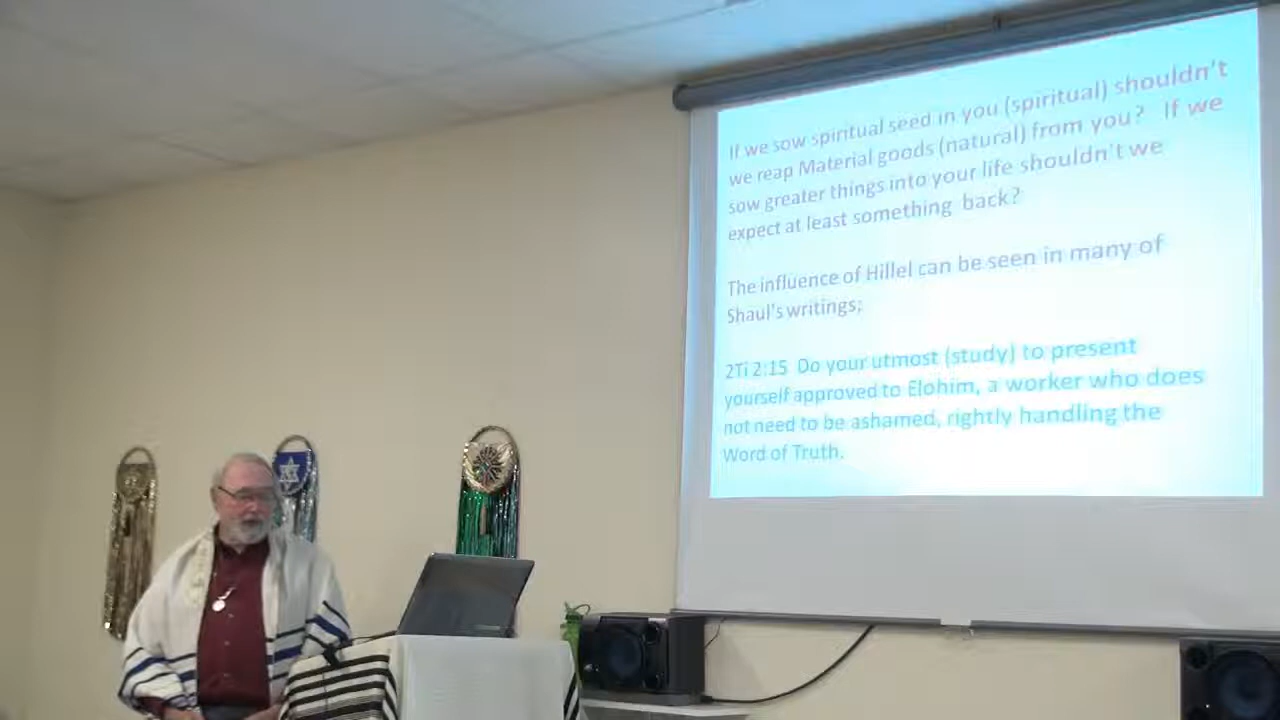 If we sow spiritual seed in you (spiritual) shouldn't
we reap Material goods (natural) from you? If we
sow greater things into your life shouldn't we
expect at least something back?
The influence of Hillel can be seen in many of
Shaul's writings;
2Ti 2:15 Do your utmost (study) to present
yourself approved to Elohim, a worker who does
not need to be ashamed, rightly handling the
Word of Truth.